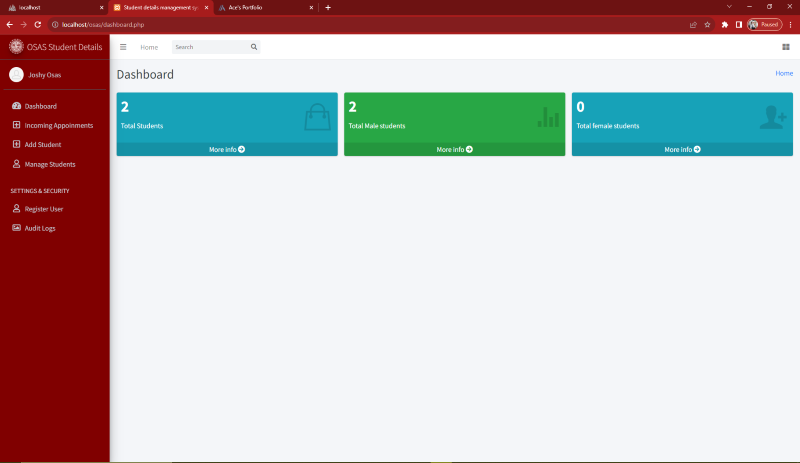 localhost
Student details management sys
Ace's Portfolio
localhost/osas/dashboard.php
Paused
OSAS Student Details
Home
Search
Joshy Osas
Dashboard
Incoming Appoinments
Add Student
Manage Students
SETTINGS & SECURITY
Register User
Audit Logs
Dashboard
Home
2
Total Students
More info
2
Total Male students
More info
0
Total female students
More info